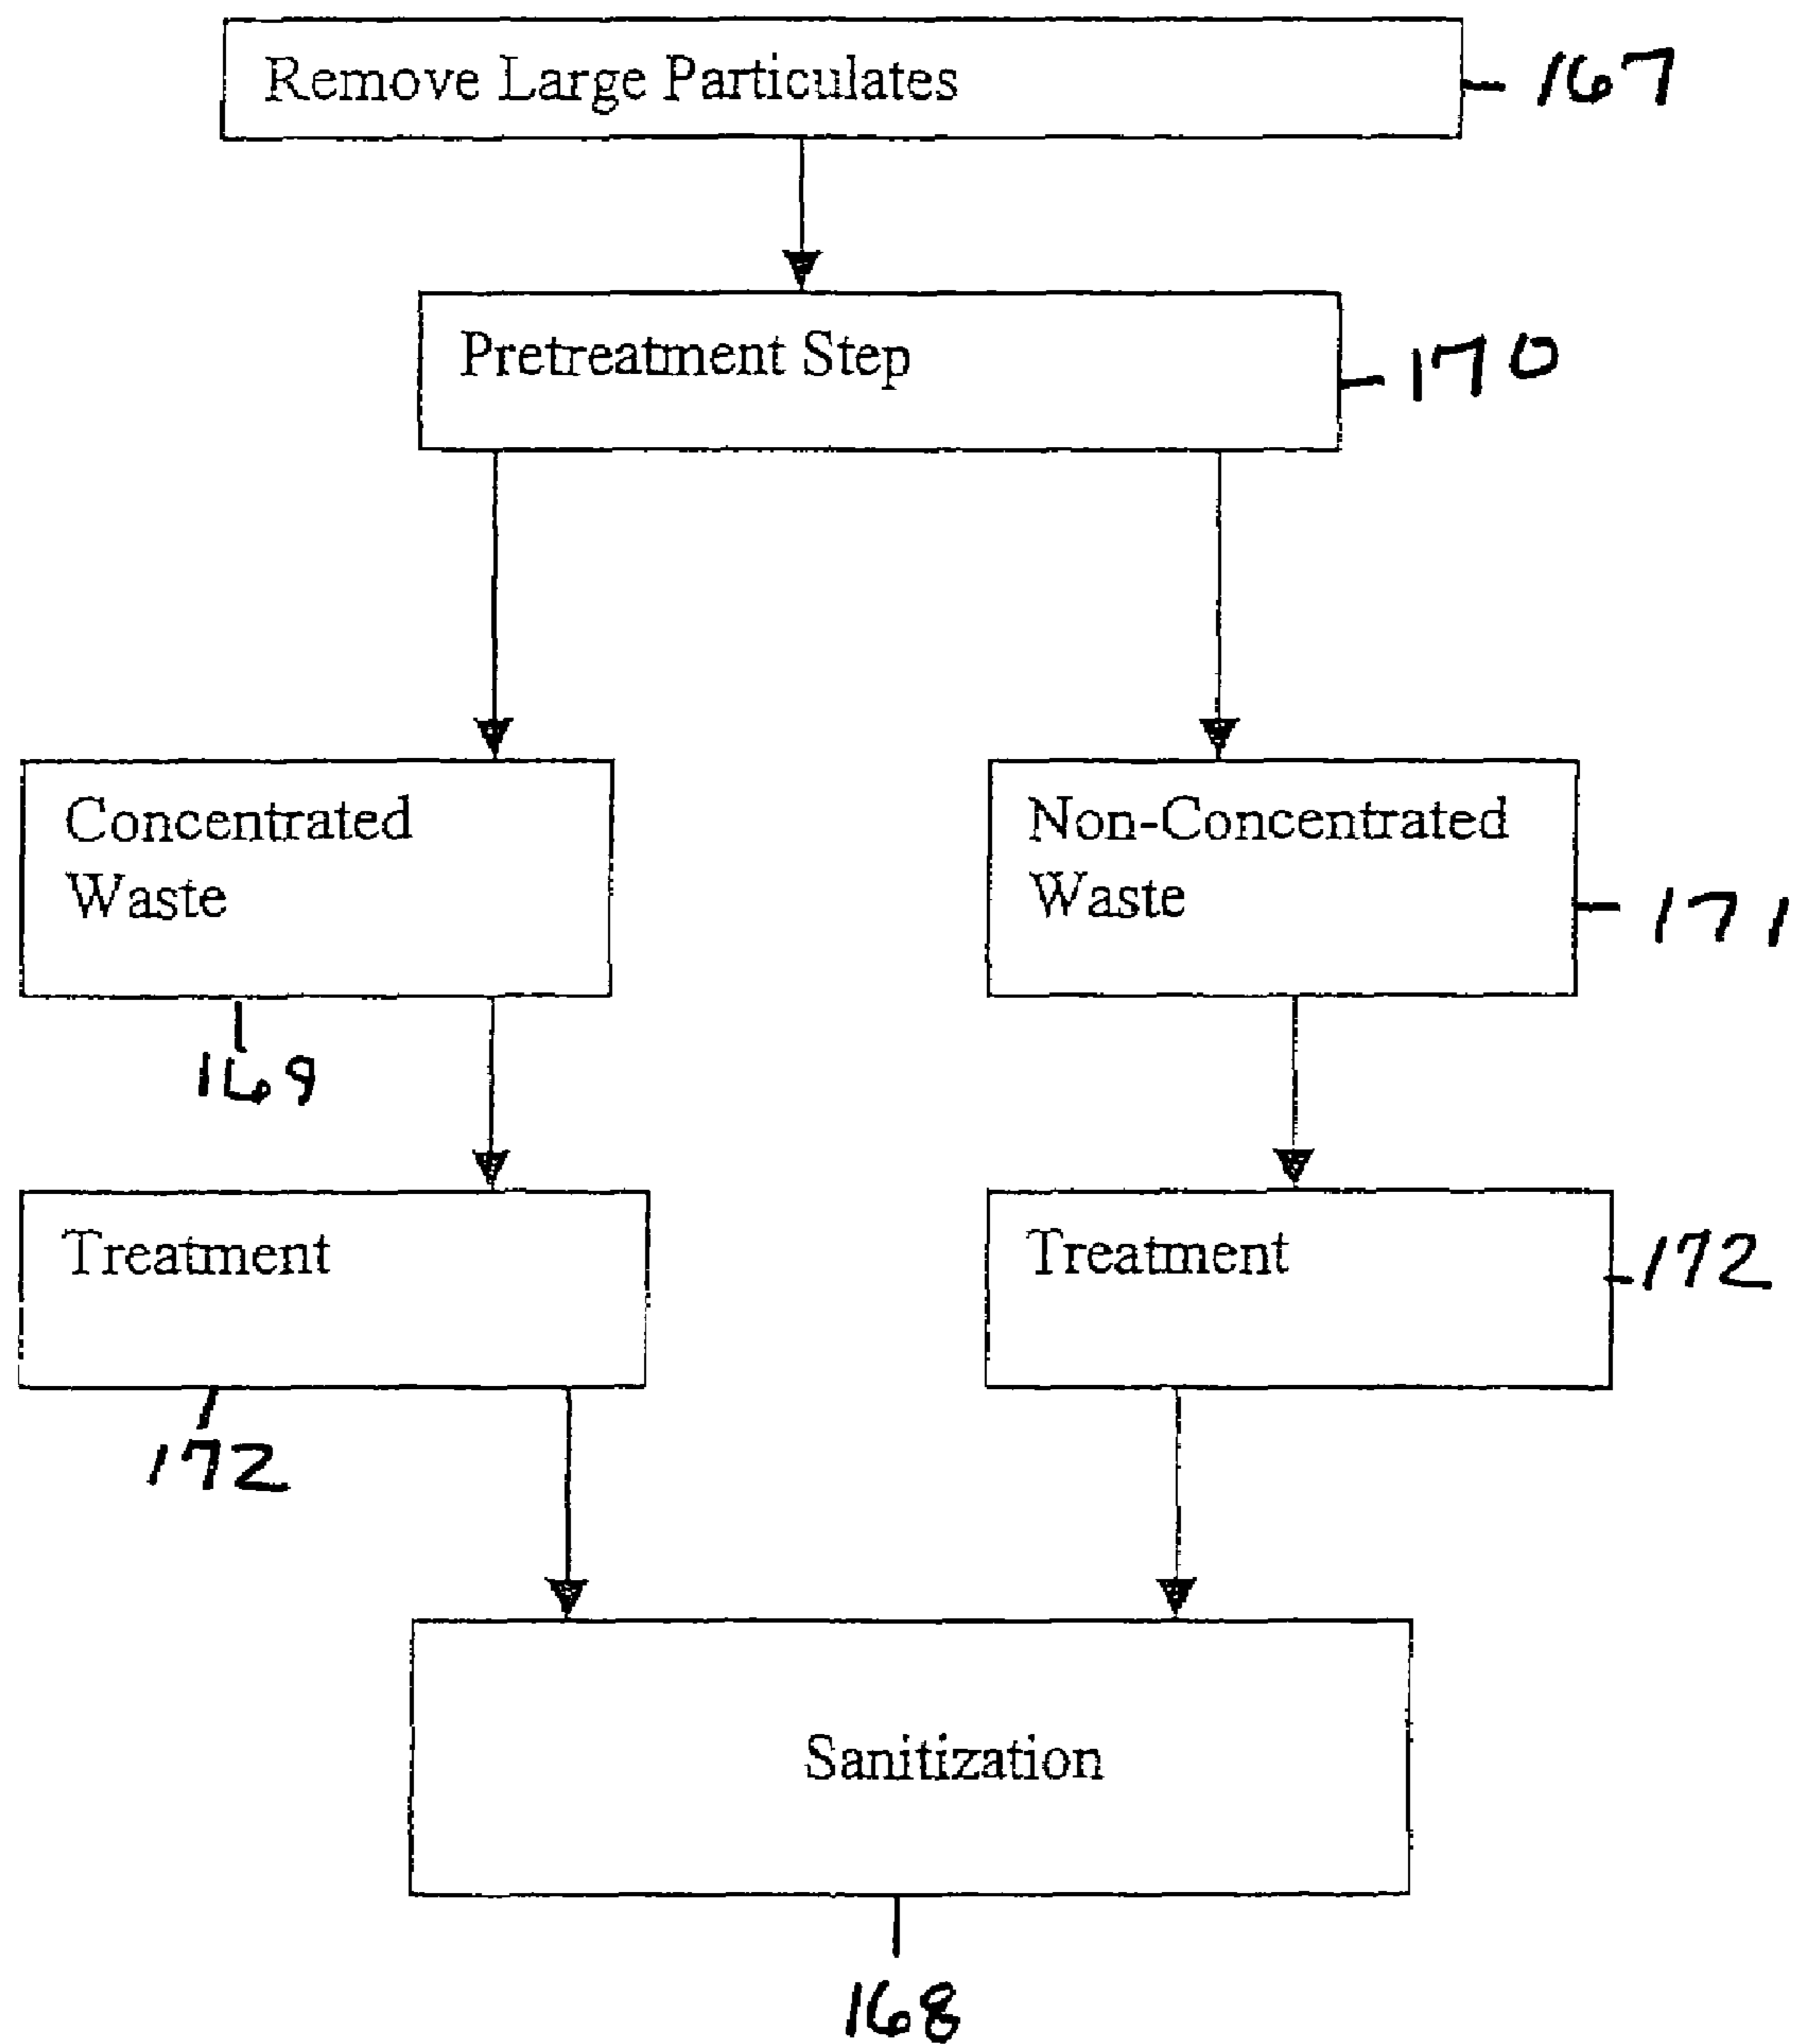 Remove Large Particulates
167
Pretreatment Step
170
Concentrated
Waste
Non-Concentrated
Waste
171
169
Treatment
Treatment
172
172
Sanitization
168